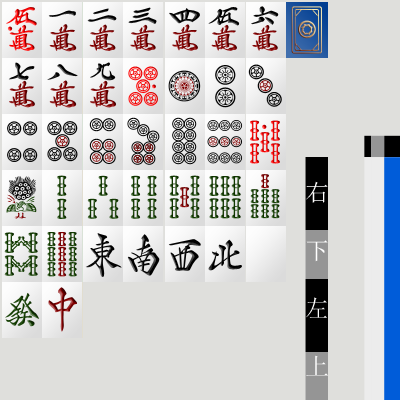 伍萬 一萬 二萬 三萬 四萬 伍萬 六萬
七萬 八萬 九萬
東 南 西 北
發 中
右
下
左
上